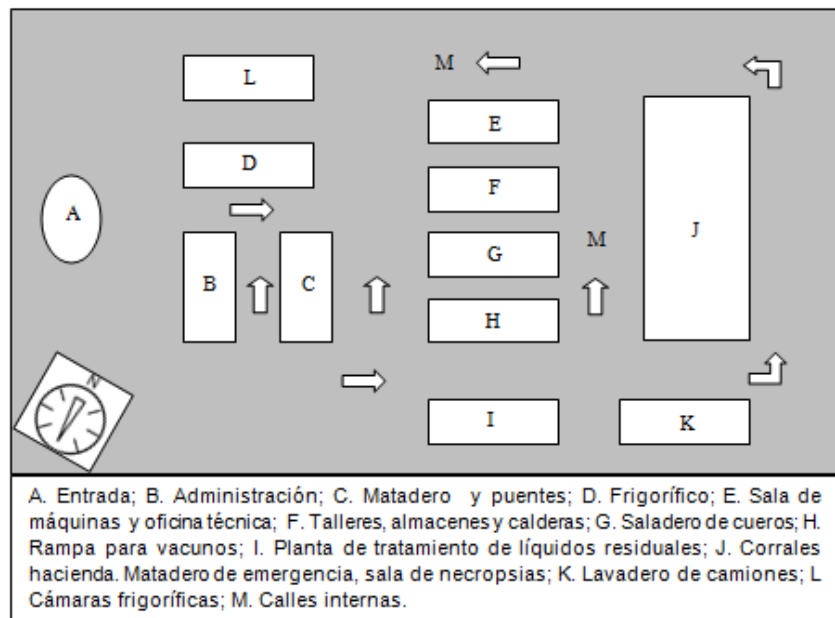 L
M
E
D
F
A
J
M
G
B
C
H
N
I
K
A. Entrada; B. Administración; C. Matadero y puentes; D. Frigorífico; E. Sala de
máquinas y oficina técnica; F. Talleres, almacenes y calderas; G. Saladero de cueros; H.
Rampa para vacunos; I. Planta de tratamiento de líquidos residuales; J. Corrales
hacienda. Matadero de emergencia, sala de necropsias; K. Lavadero de camiones; L
Cámaras frigoríficas; M. Calles internas.